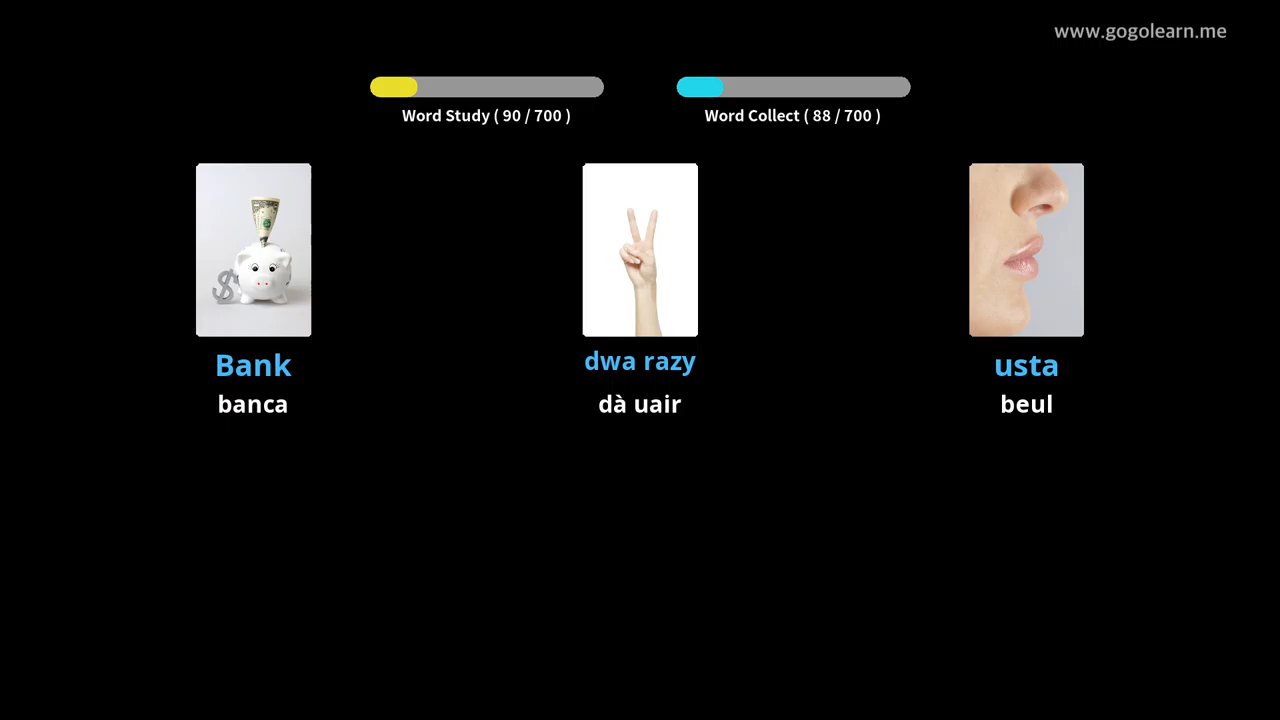 www.gogolearn.me
Word Study ( 90 / 700 )
Word Collect ( 88 / 700 )
Bank
banca
dwa razy
dà uair
usta
beul